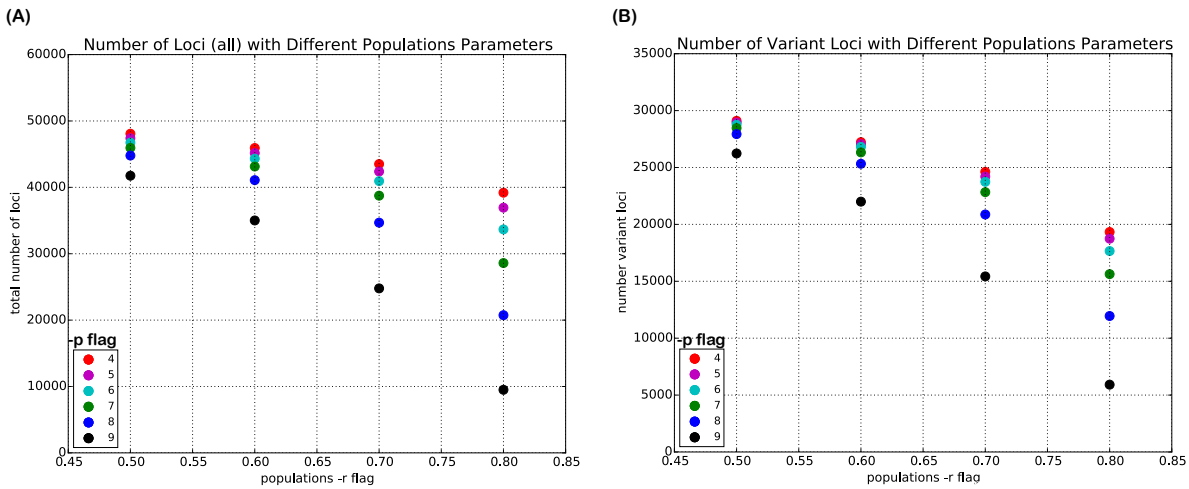 (A)
Number of Loci (all) with Different Populations Parameters
60000
50000
40000
30000
20000
10000
0
total number of loci
-p flag
4
5
6
7
8
9
0.45 0.50 0.55 0.60 0.65 0.70 0.75 0.80 0.85
populations -r flag
(B)
Number of Variant Loci with Different Populations Parameters
35000
30000
25000
20000
15000
10000
5000
0
number variant loci
-p flag
4
5
6
7
8
9
0.45 0.50 0.55 0.60 0.65 0.70 0.75 0.80 0.85
populations -r flag